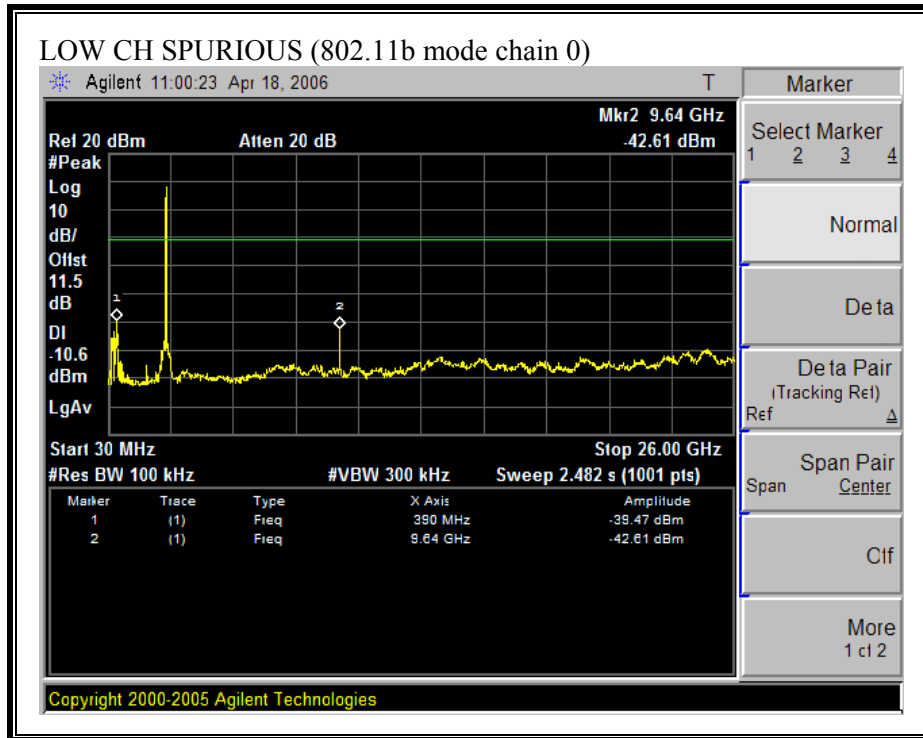 LOW CH SPURIOUS (802.11b mode chain 0)
Agilent 11:00:23 Apr 18, 2006 T
Mkr2 9.64 GHz
Ref 20 dBm Atten 20 dB -42.61 dBm
#Peak
Log
10
dB/
Offst
11.5
dB
DI
-10.6
dBm
LgAv
1
2
Start 30 MHz Stop 26.00 GHz
#Res BW 100 kHz #VBW 300 kHz Sweep 2.482 s (1001 pts)
Marker Trace Type X Axis Amplitude
1 (1) Freq 390 MHz -39.47 dBm
2 (1) Freq 9.64 GHz -42.61 dBm
Copyright 2000-2005 Agilent Technologies
Marker
Select Marker
1 2 3 4
Normal
Delta
Delta Pair
(Tracking Ref)
Ref Δ
Span Pair
Span Center
Off
More
1 of 2